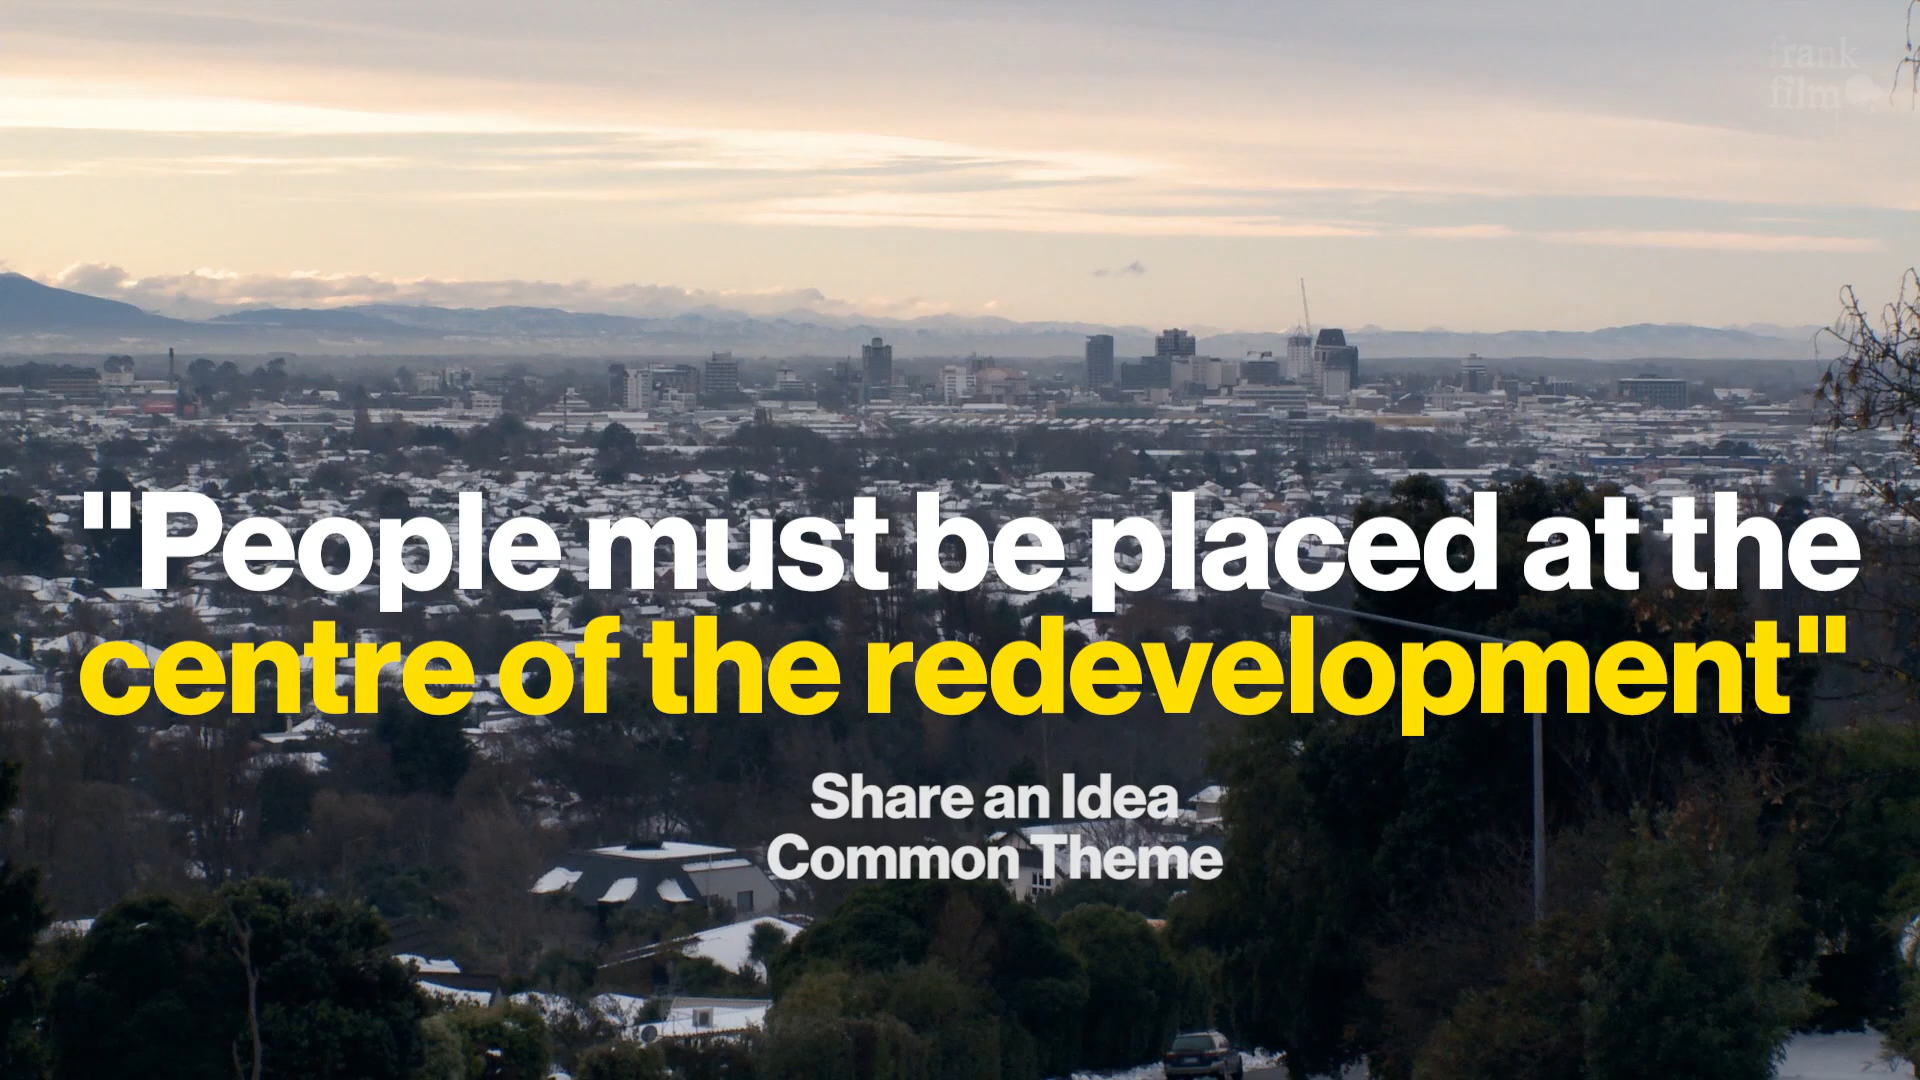 frank
film
"People must be placed at the
centre of the redevelopment"
Share an Idea
Common Theme